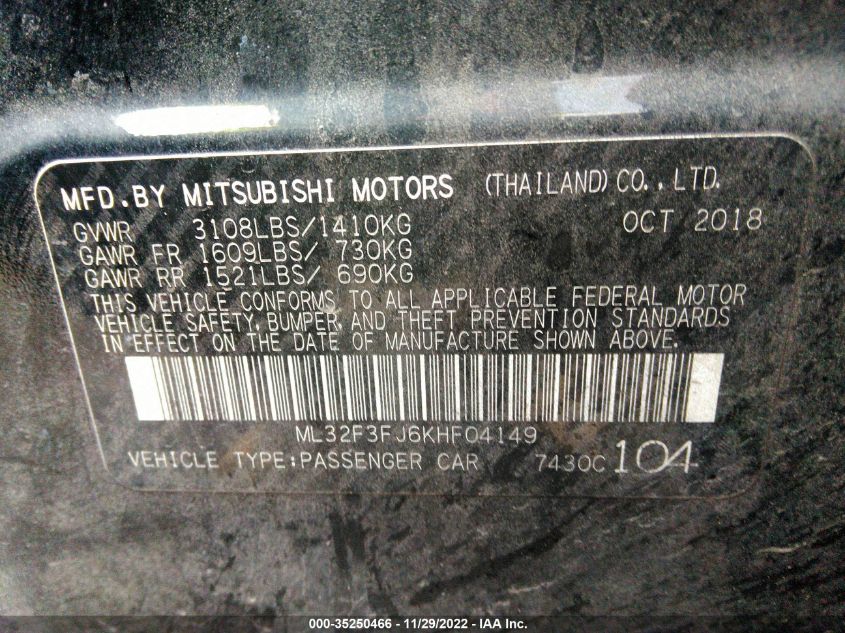 MFD.BY MITSUBISHI MOTORS (THAILAND) CO., LTD.
GVWR 3108LBS/1410KG OCT 2018
GAWR FR 1609LBS/ 730KG
GAWR RR 1521LBS/ 690KG
THIS VEHICLE CONFORMS TO ALL APPLICABLE FEDERAL MOTOR
VEHICLE SAFETY, BUMPER, AND THEFT PREVENTION STANDARDS
IN EFFECT ON THE DATE OF MANUFACTURE SHOWN ABOVE.
ML32F3FJ6KHF04149
VEHICLE TYPE:PASSENGER CAR 7430C 104
000-35250466 - 11/29/2022 - IAA Inc.